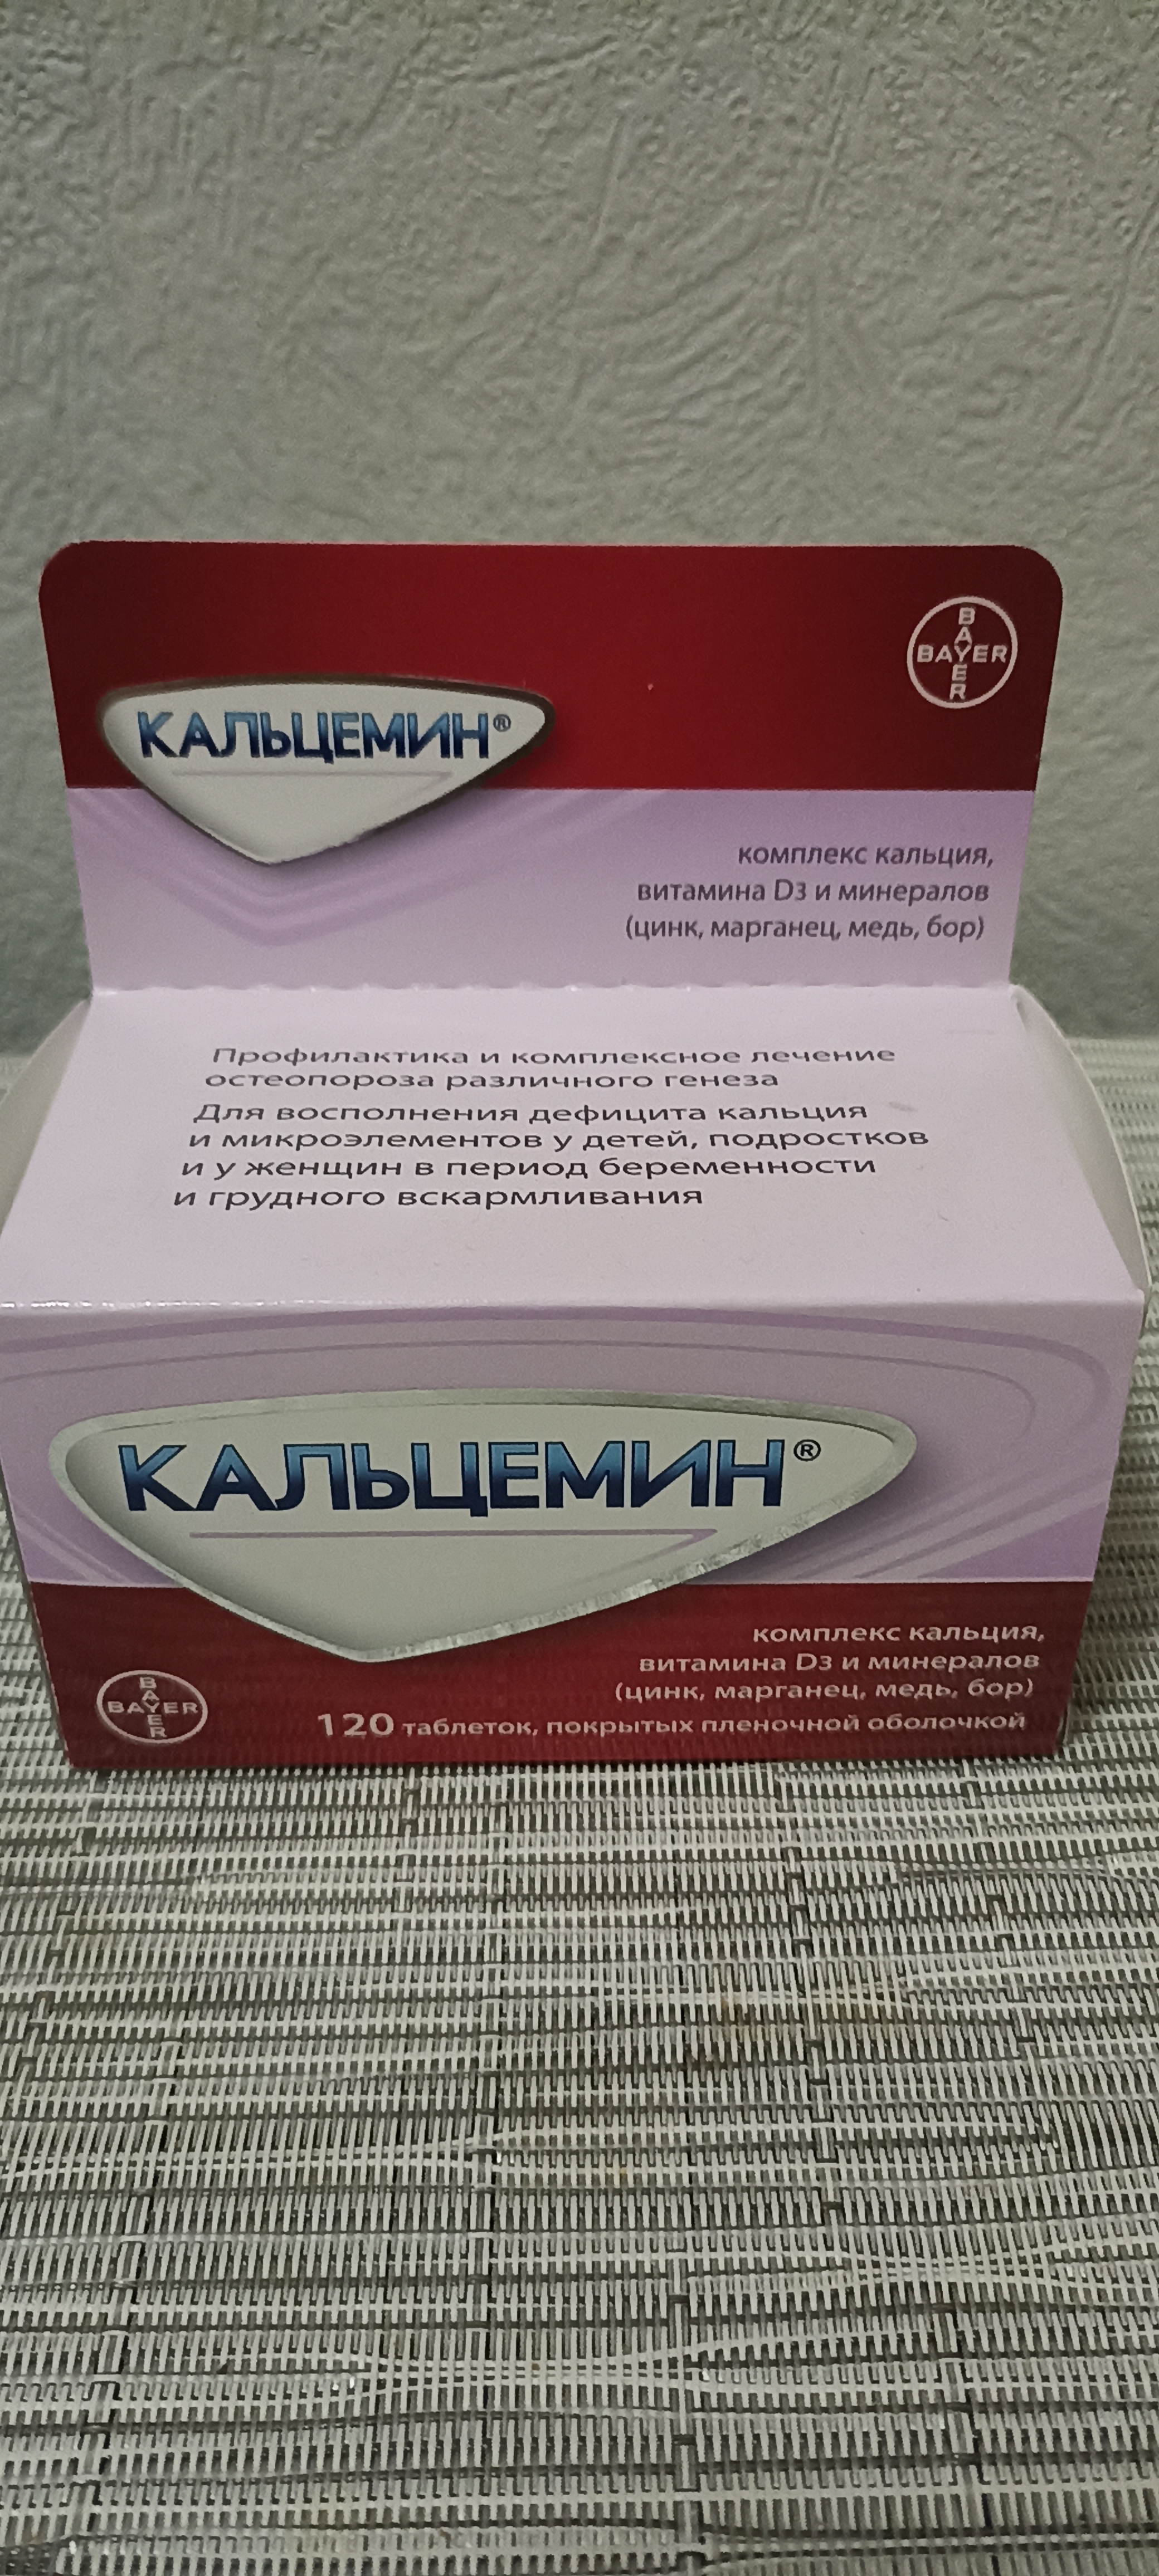 BAYER
BAYER
КАЛЬЦЕМИН®
комплекс кальция,
витамина D3 и минералов
(цинк, марганец, медь, бор)
Профилактика и комплексное лечение
остеопороза различного генеза
Для восполнения дефицита кальция
и микроэлементов у детей, подростков
и у женщин в период беременности
и грудного вскармливания
КАЛЬЦЕМИН®
комплекс кальция,
витамина D3 и минералов
(цинк, марганец, медь, бор)
BAYER
BAYER
120 таблеток, покрытых пленочной оболочкой